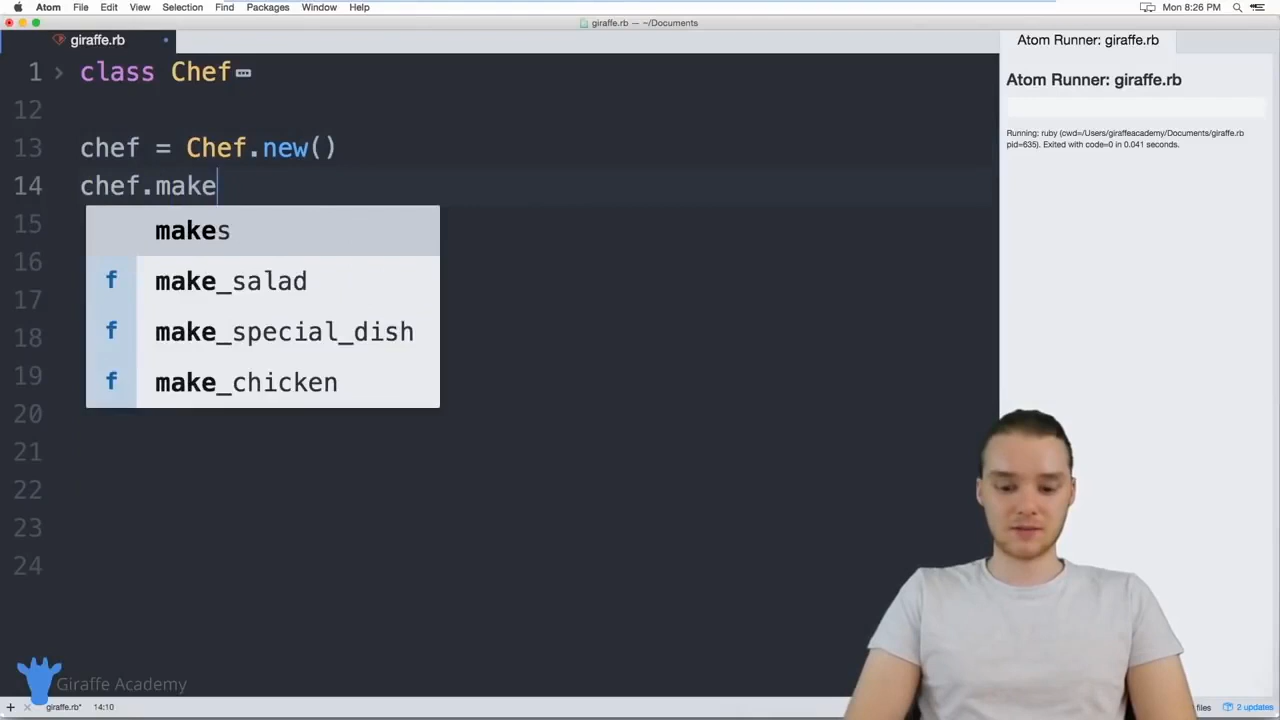 Atom File Edit View Selection Find Packages Window Help Mon 8:26 PM
giraffe.rb — ~/Documents
giraffe.rb
Atom Runner: giraffe.rb
1 class Chef
Atom Runner: giraffe.rb
12
Running: ruby (cwd=/Users/giraffeacademy/Documents/giraffe.rb
pid=635). Exited with code=0 in 0.041 seconds.
13 chef = Chef.new()
14 chef.make
15
makes
16
f make_salad
17
18
f make_special_dish
19
f make_chicken
20
21
22
23
24
Giraffe Academy
giraffe.rb* 14:10
files 2 updates